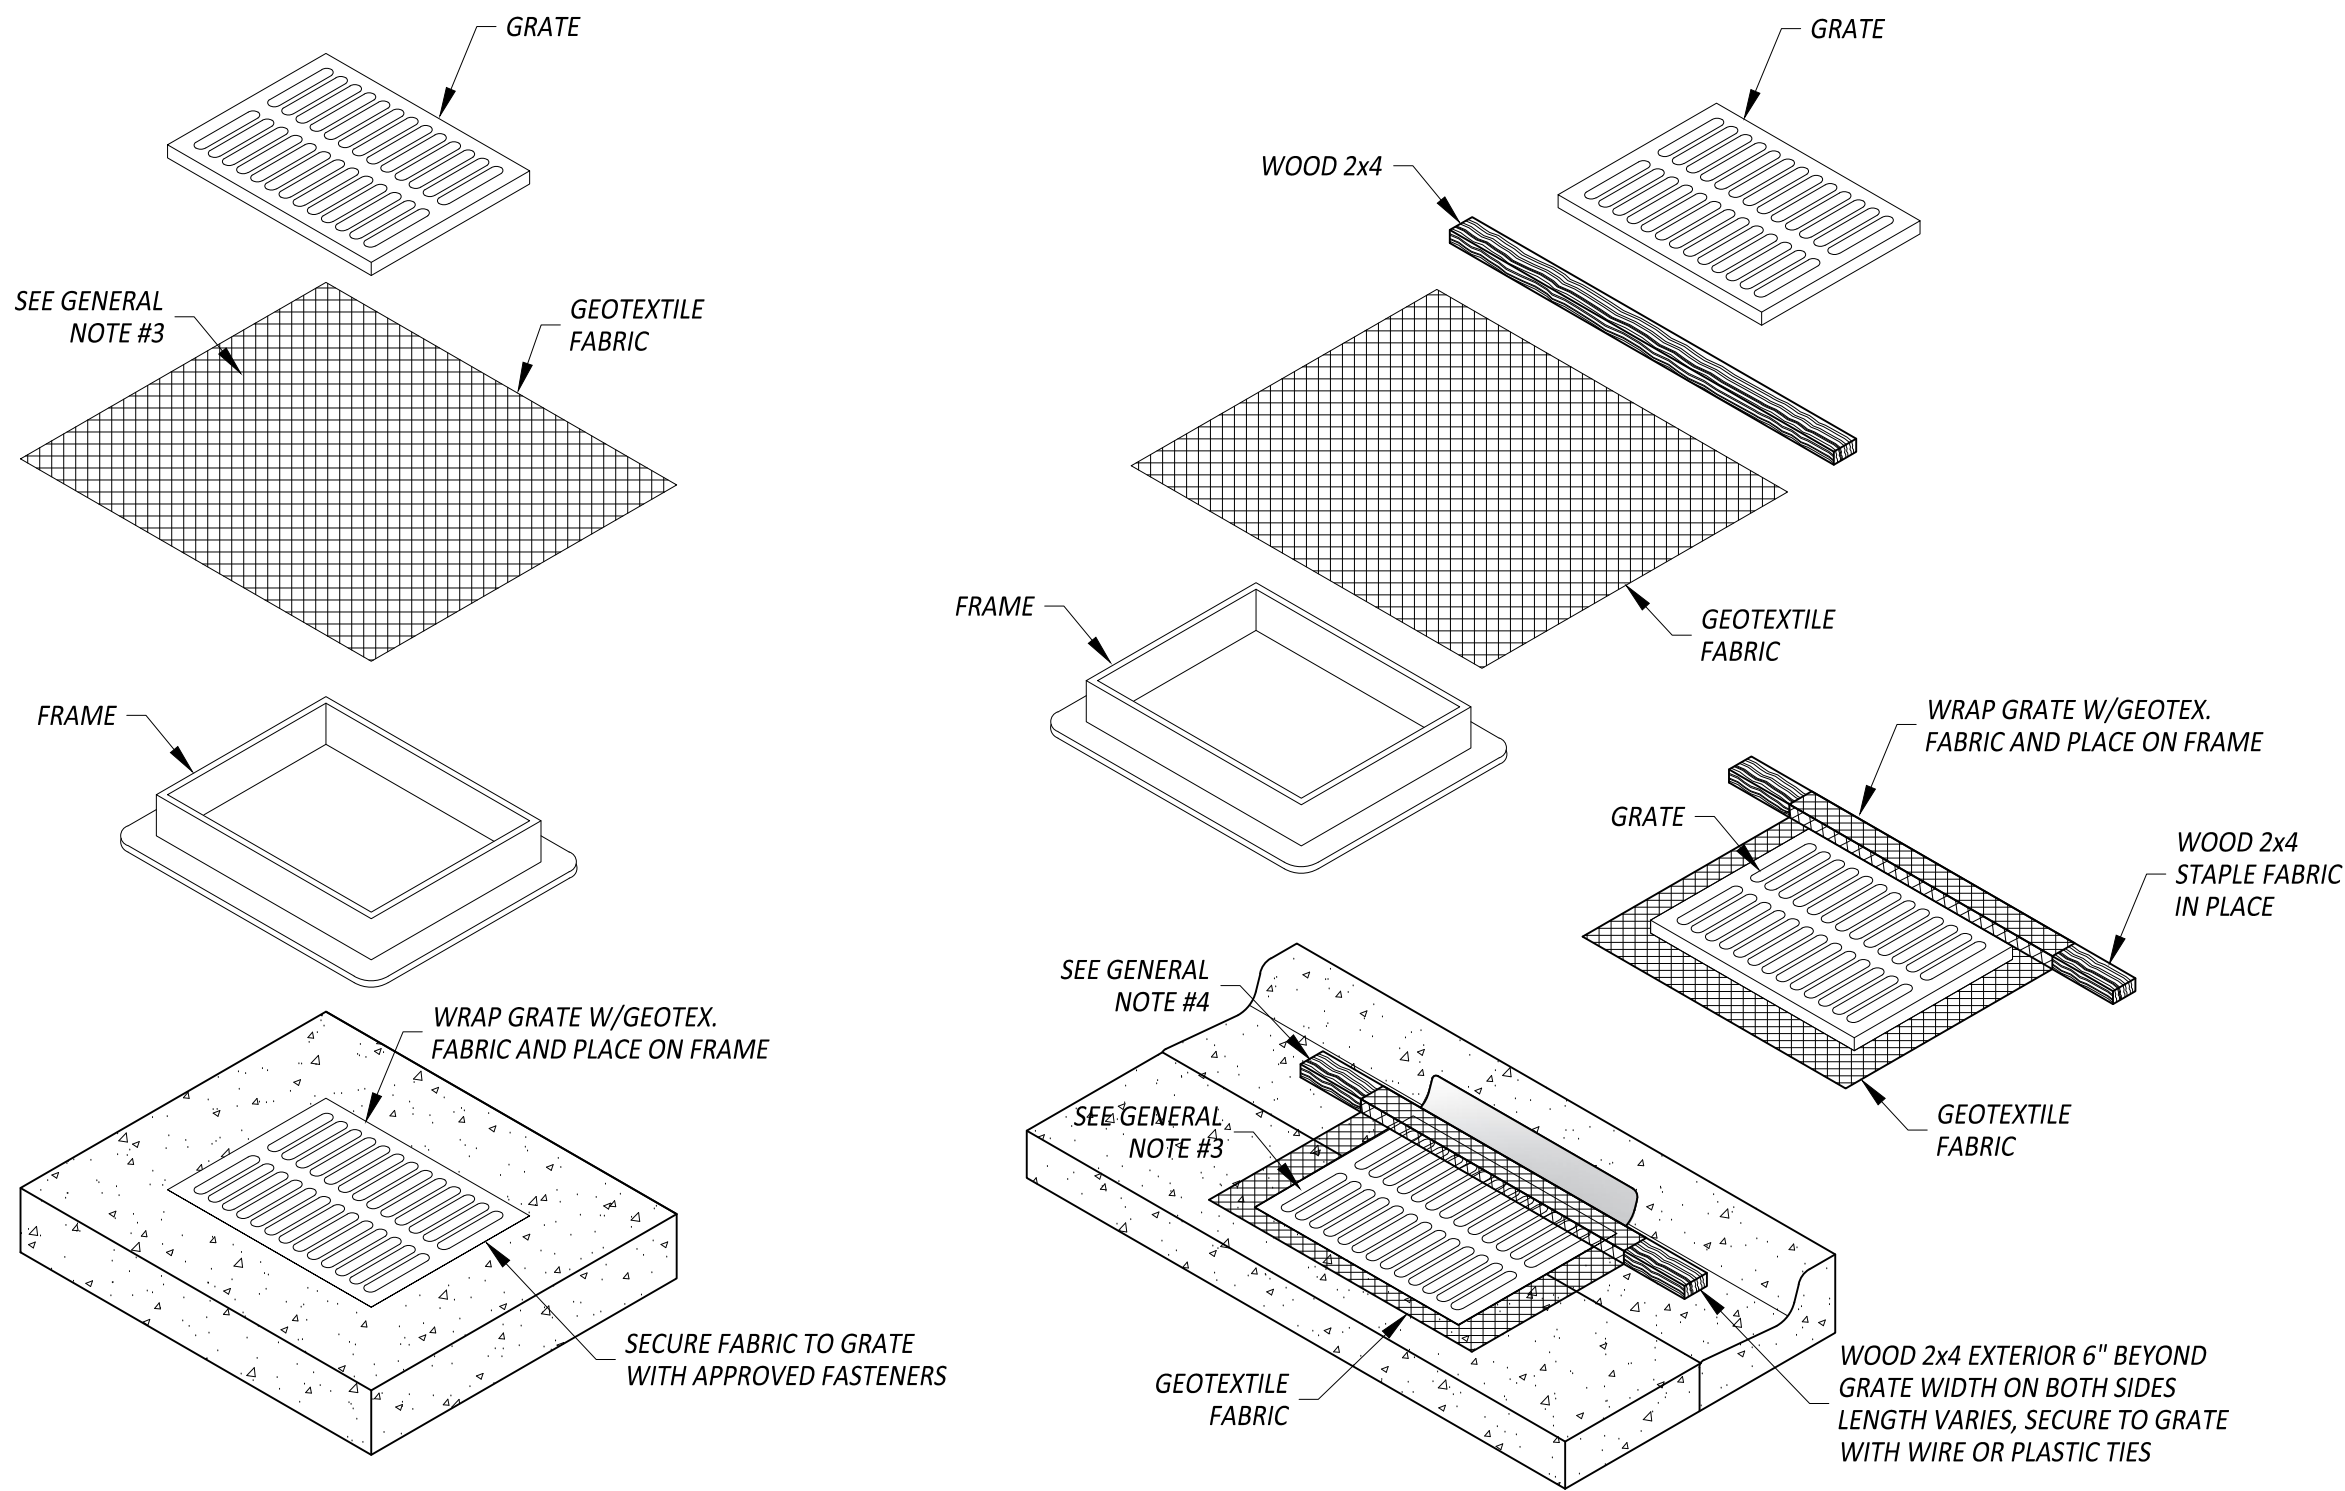 GRATE
SEE GENERAL
NOTE #3
GEOTEXTILE
FABRIC
FRAME
WRAP GRATE W/GEOTEX.
FABRIC AND PLACE ON FRAME
SECURE FABRIC TO GRATE
WITH APPROVED FASTENERS
GRATE
WOOD 2x4
FRAME
GEOTEXTILE
FABRIC
WRAP GRATE W/GEOTEX.
FABRIC AND PLACE ON FRAME
GRATE
WOOD 2x4
STAPLE FABRIC
IN PLACE
GEOTEXTILE
FABRIC
SEE GENERAL
NOTE #4
SEE GENERAL
NOTE #3
GEOTEXTILE
FABRIC
WOOD 2x4 EXTERIOR 6" BEYOND
GRATE WIDTH ON BOTH SIDES
LENGTH VARIES, SECURE TO GRATE
WITH WIRE OR PLASTIC TIES